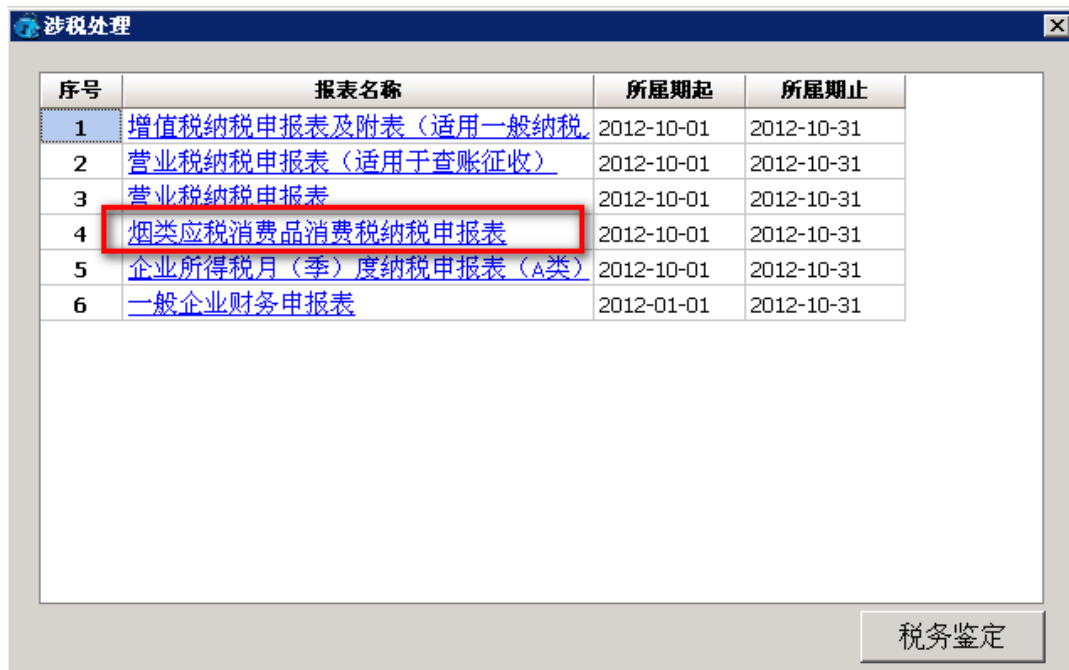 涉税处理
序号 报表名称 所属期起 所属期止
1 增值税纳税申报表及附表（适用一般纳税 2012-10-01 2012-10-31
2 营业税纳税申报表（适用于查账征收） 2012-10-01 2012-10-31
3 营业税纳税申报表 2012-10-01 2012-10-31
4 烟类应税消费品消费税纳税申报表 2012-10-01 2012-10-31
5 企业所得税月（季）度纳税申报表（A类） 2012-10-01 2012-10-31
6 一般企业财务申报表 2012-01-01 2012-10-31
税务鉴定